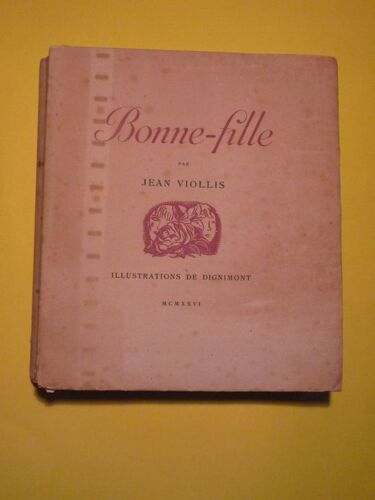 Bonne-fille
PAR
JEAN VIOLLIS
ILLUSTRATIONS DE DIGNIMONT
MCMXXVI